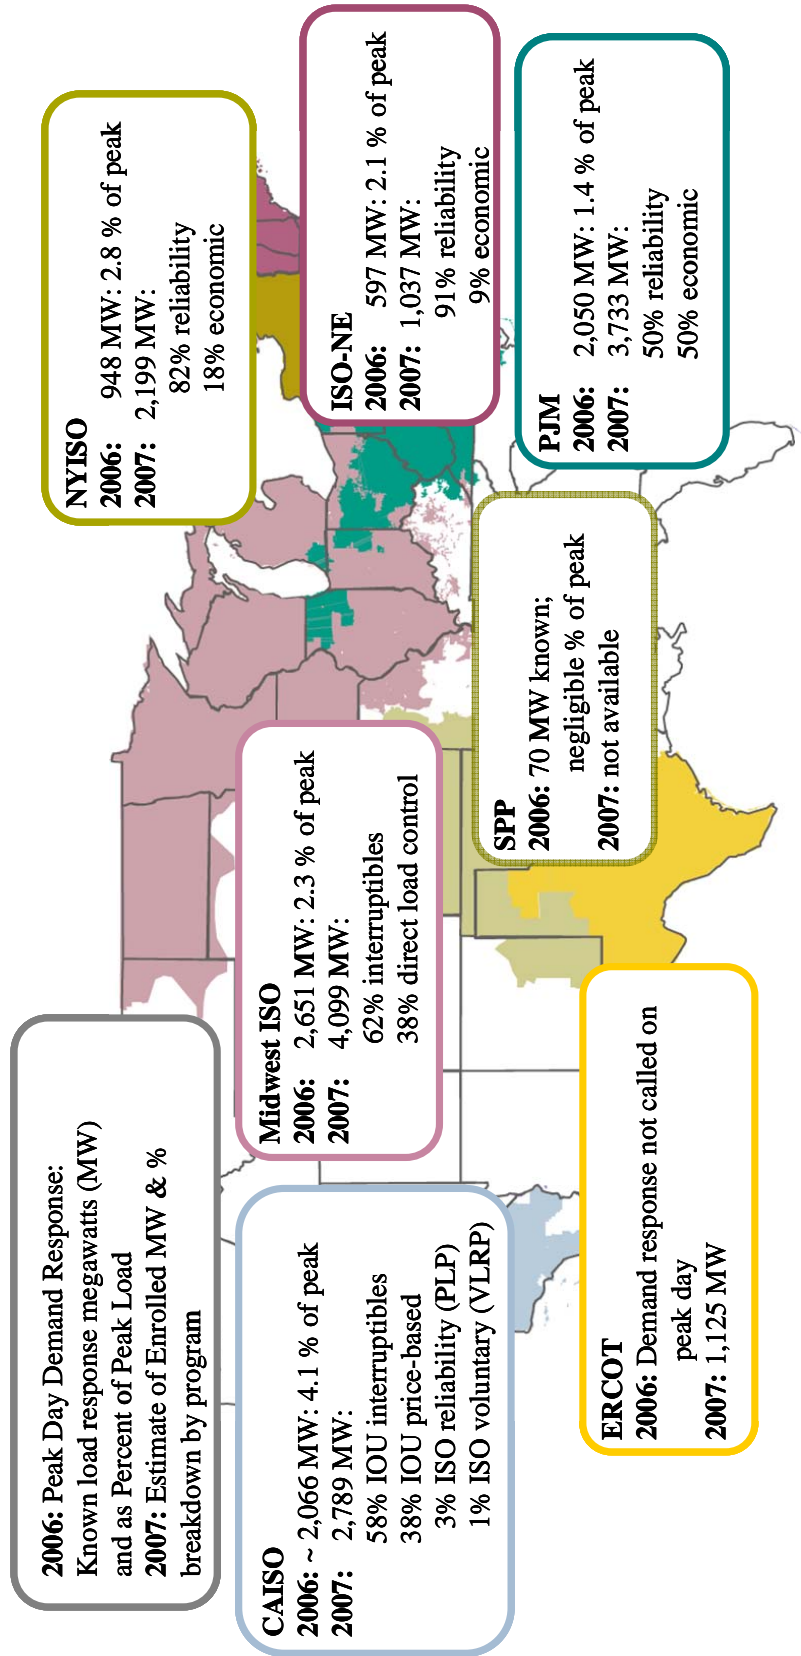 2006: Peak Day Demand Response:
Known load response megawatts (MW)
and as Percent of Peak Load
2007: Estimate of Enrolled MW & %
breakdown by program
NYISO
2006: 948 MW: 2.8 % of peak
2007: 2,199 MW:
82% reliability
18% economic
CAISO
2006: ~ 2,066 MW: 4.1 % of peak
2007: 2,789 MW:
58% IOU interruptibles
38% IOU price-based
3% ISO reliability (PLP)
1% ISO voluntary (VLRP)
Midwest ISO
2006: 2,651 MW: 2.3 % of peak
2007: 4,099 MW:
62% interruptibles
38% direct load control
ISO-NE
2006: 597 MW: 2.1 % of peak
2007: 1,037 MW:
91% reliability
9% economic
SPP
2006: 70 MW known;
negligible % of peak
2007: not available
PJM
2006: 2,050 MW: 1.4 % of peak
2007: 3,733 MW:
50% reliability
50% economic
ERCOT
2006: Demand response not called on
peak day
2007: 1,125 MW